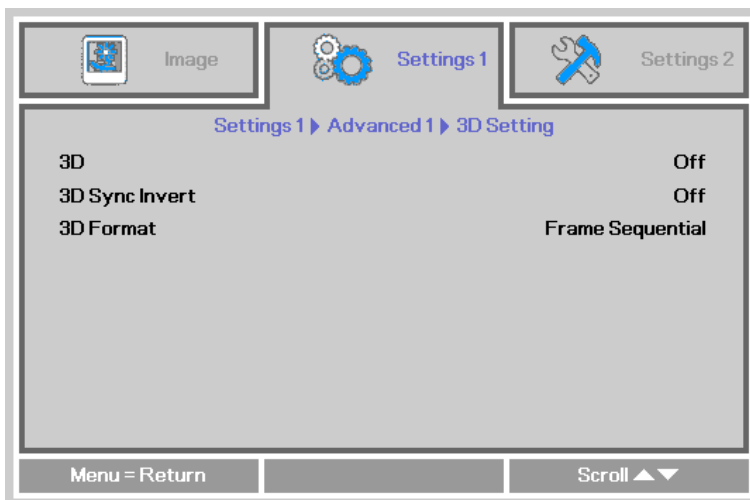 Image
Settings 1
Settings 2
Settings 1 ▶ Advanced 1 ▶ 3D Setting
3D Off
3D Sync Invert Off
3D Format Frame Sequential
Menu = Return
Scroll ▲▼